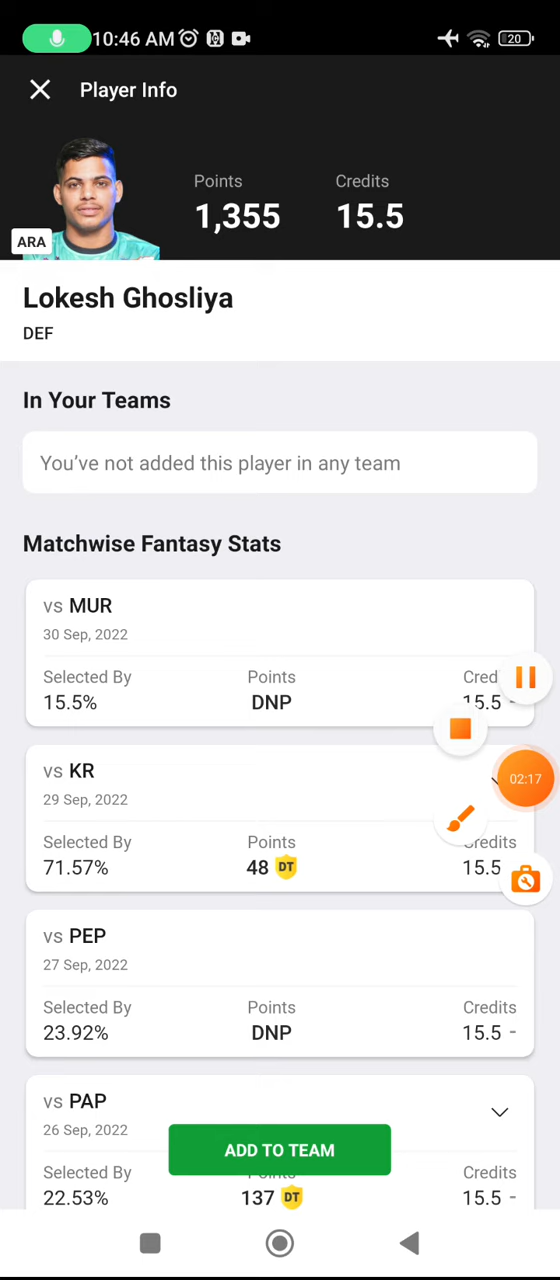 10:46 AM
20
Player Info
Points
Credits
1,355
15.5
ARA
Lokesh Ghosliya
DEF
In Your Teams
You've not added this player in any team
Matchwise Fantasy Stats
vs MUR
30 Sep, 2022
Selected By Points Cred
15.5% DNP 15.5 -
vs KR
02:17
29 Sep, 2022
Selected By Points Credits
71.57% 48 DT 15.5
vs PEP
27 Sep, 2022
Selected By Points Credits
23.92% DNP 15.5 -
vs PAP
26 Sep, 2022
ADD TO TEAM
Selected By Points Credits
22.53% 137 DT 15.5 -